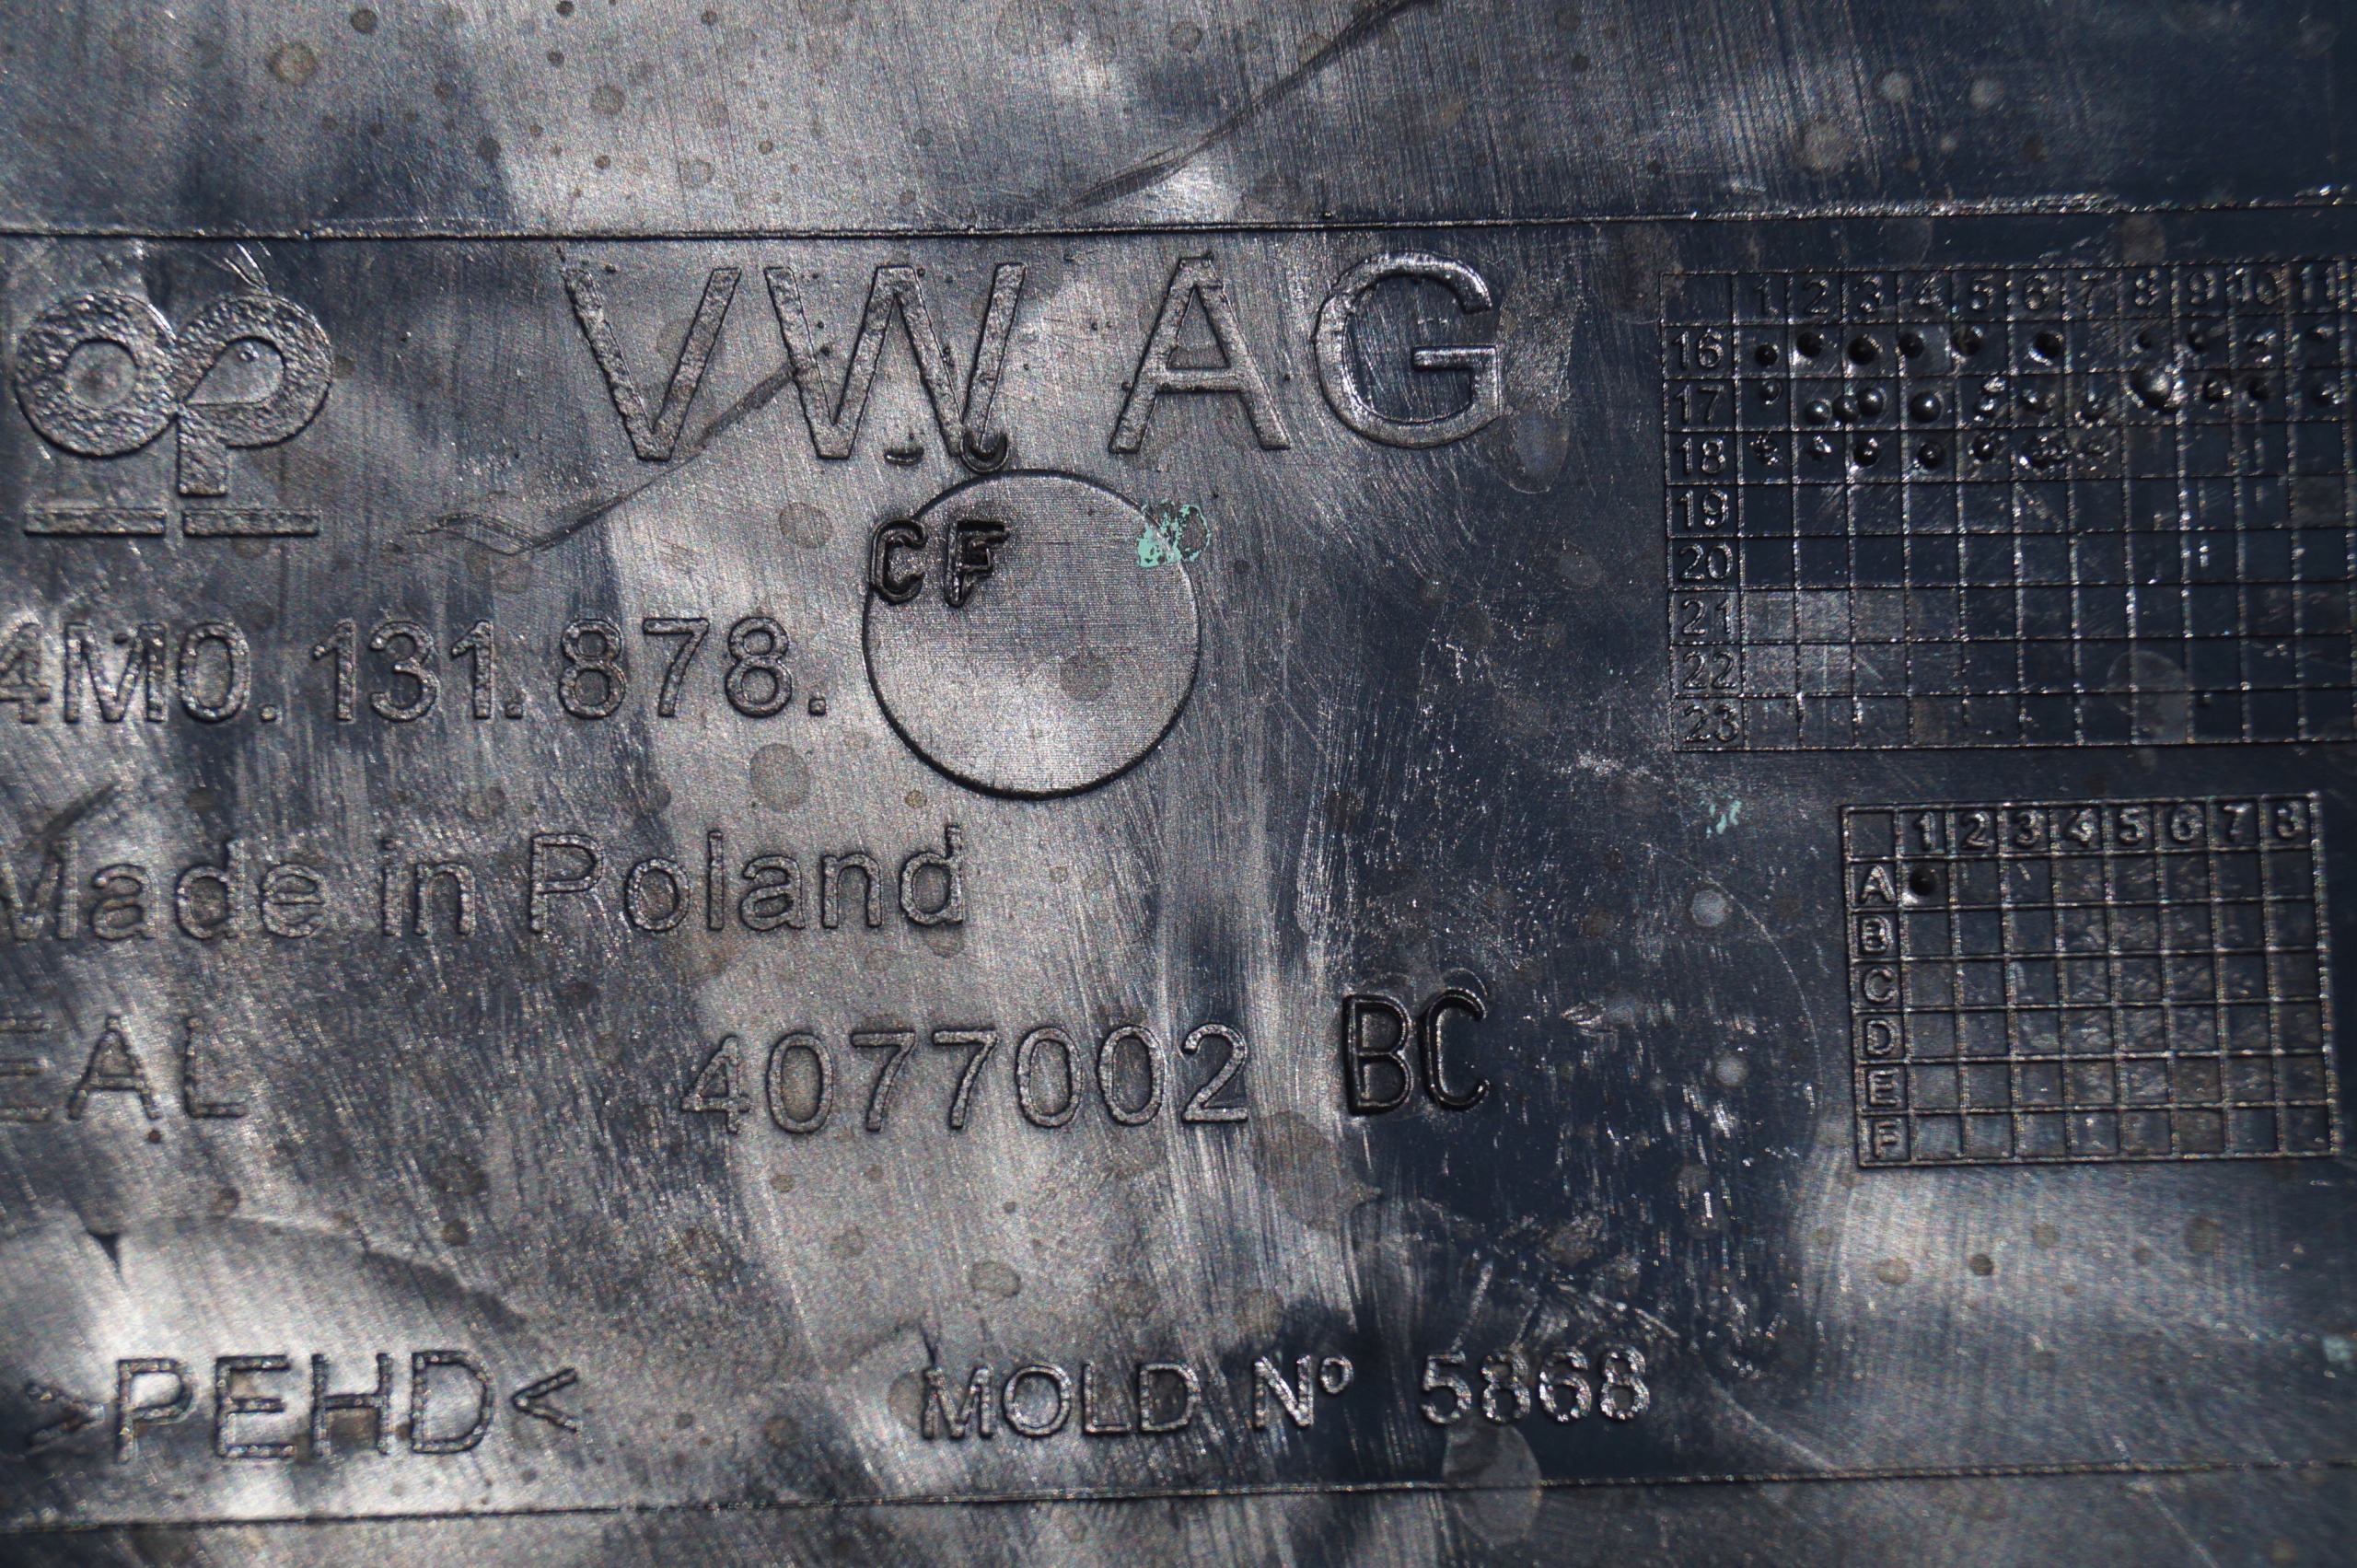 op VW AG
CF
4M0.131.878.
Made in Poland
EAL 4077002 BC
>PEHD<
MOLD Nº 5868
1 2 3 4 5 6 7 8 9 10 11
16
17
18
19
20
21
22
23
1 2 3 4 5 6 7 8
A
B
C
D
E
F